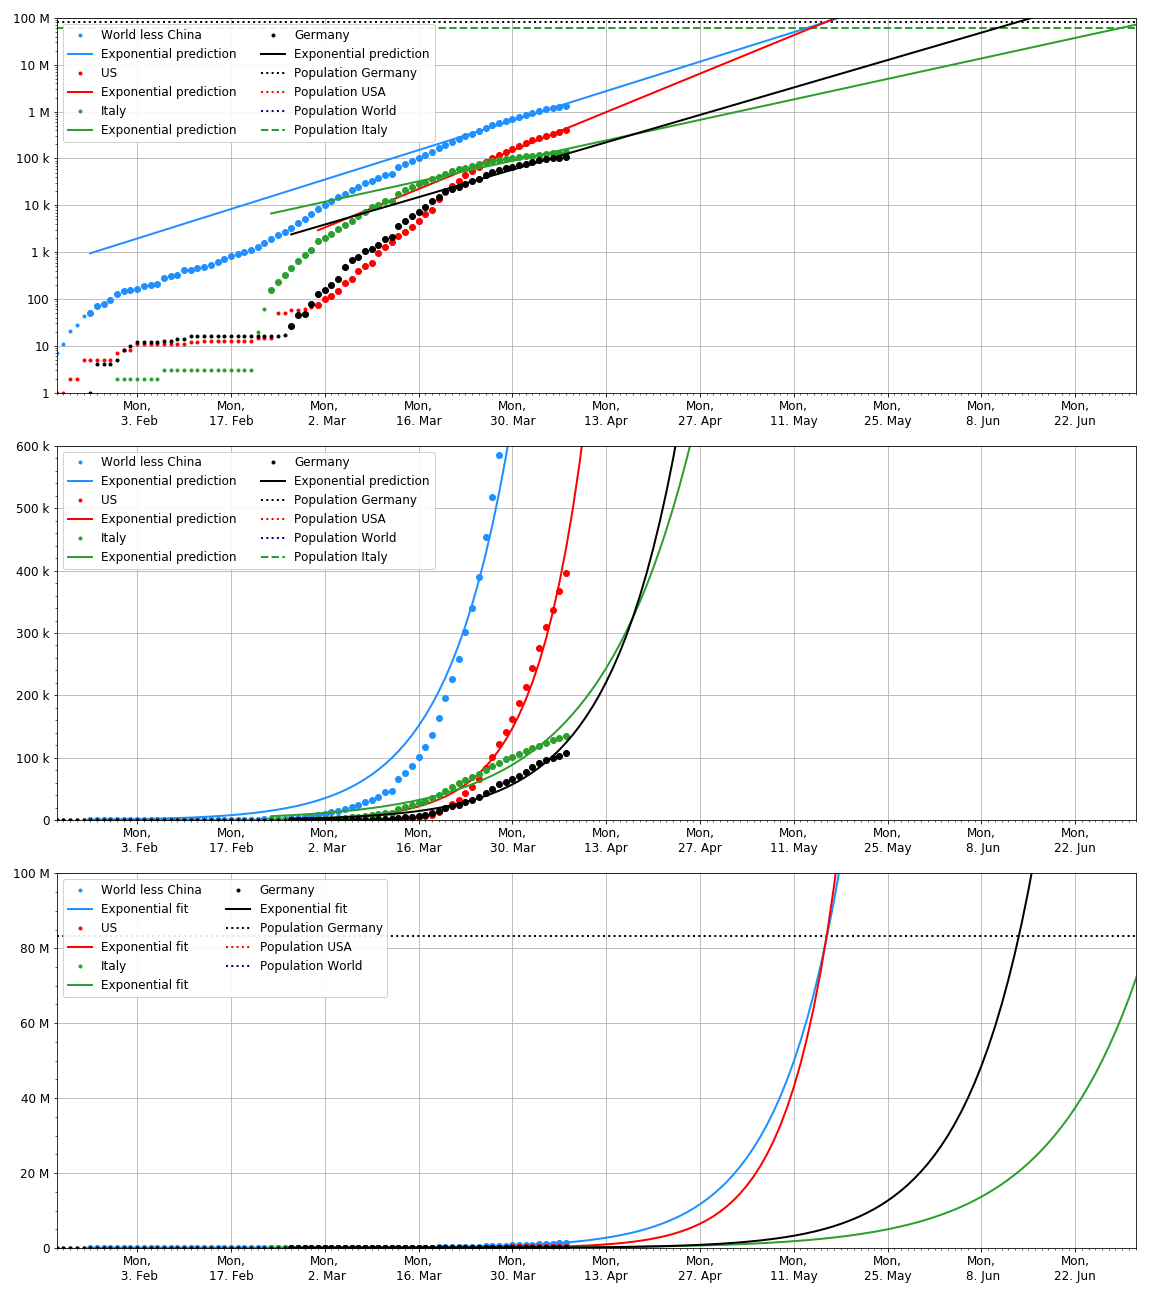 100 M
10 M
1 M
100 k
10 k
1 k
100
10
1
World less China
Exponential prediction
US
Exponential prediction
Italy
Exponential prediction
Germany
Exponential prediction
Population Germany
Population USA
Population World
Population Italy
Mon,
3. Feb
Mon,
17. Feb
Mon,
2. Mar
Mon,
16. Mar
Mon,
30. Mar
Mon,
13. Apr
Mon,
27. Apr
Mon,
11. May
Mon,
25. May
Mon,
8. Jun
Mon,
22. Jun
600 k
500 k
400 k
300 k
200 k
100 k
0
World less China
Exponential prediction
US
Exponential prediction
Italy
Exponential prediction
Germany
Exponential prediction
Population Germany
Population USA
Population World
Population Italy
Mon,
3. Feb
Mon,
17. Feb
Mon,
2. Mar
Mon,
16. Mar
Mon,
30. Mar
Mon,
13. Apr
Mon,
27. Apr
Mon,
11. May
Mon,
25. May
Mon,
8. Jun
Mon,
22. Jun
100 M
80 M
60 M
40 M
20 M
0
World less China
Exponential fit
US
Exponential fit
Italy
Exponential fit
Germany
Exponential fit
Population Germany
Population USA
Population World
Mon,
3. Feb
Mon,
17. Feb
Mon,
2. Mar
Mon,
16. Mar
Mon,
30. Mar
Mon,
13. Apr
Mon,
27. Apr
Mon,
11. May
Mon,
25. May
Mon,
8. Jun
Mon,
22. Jun